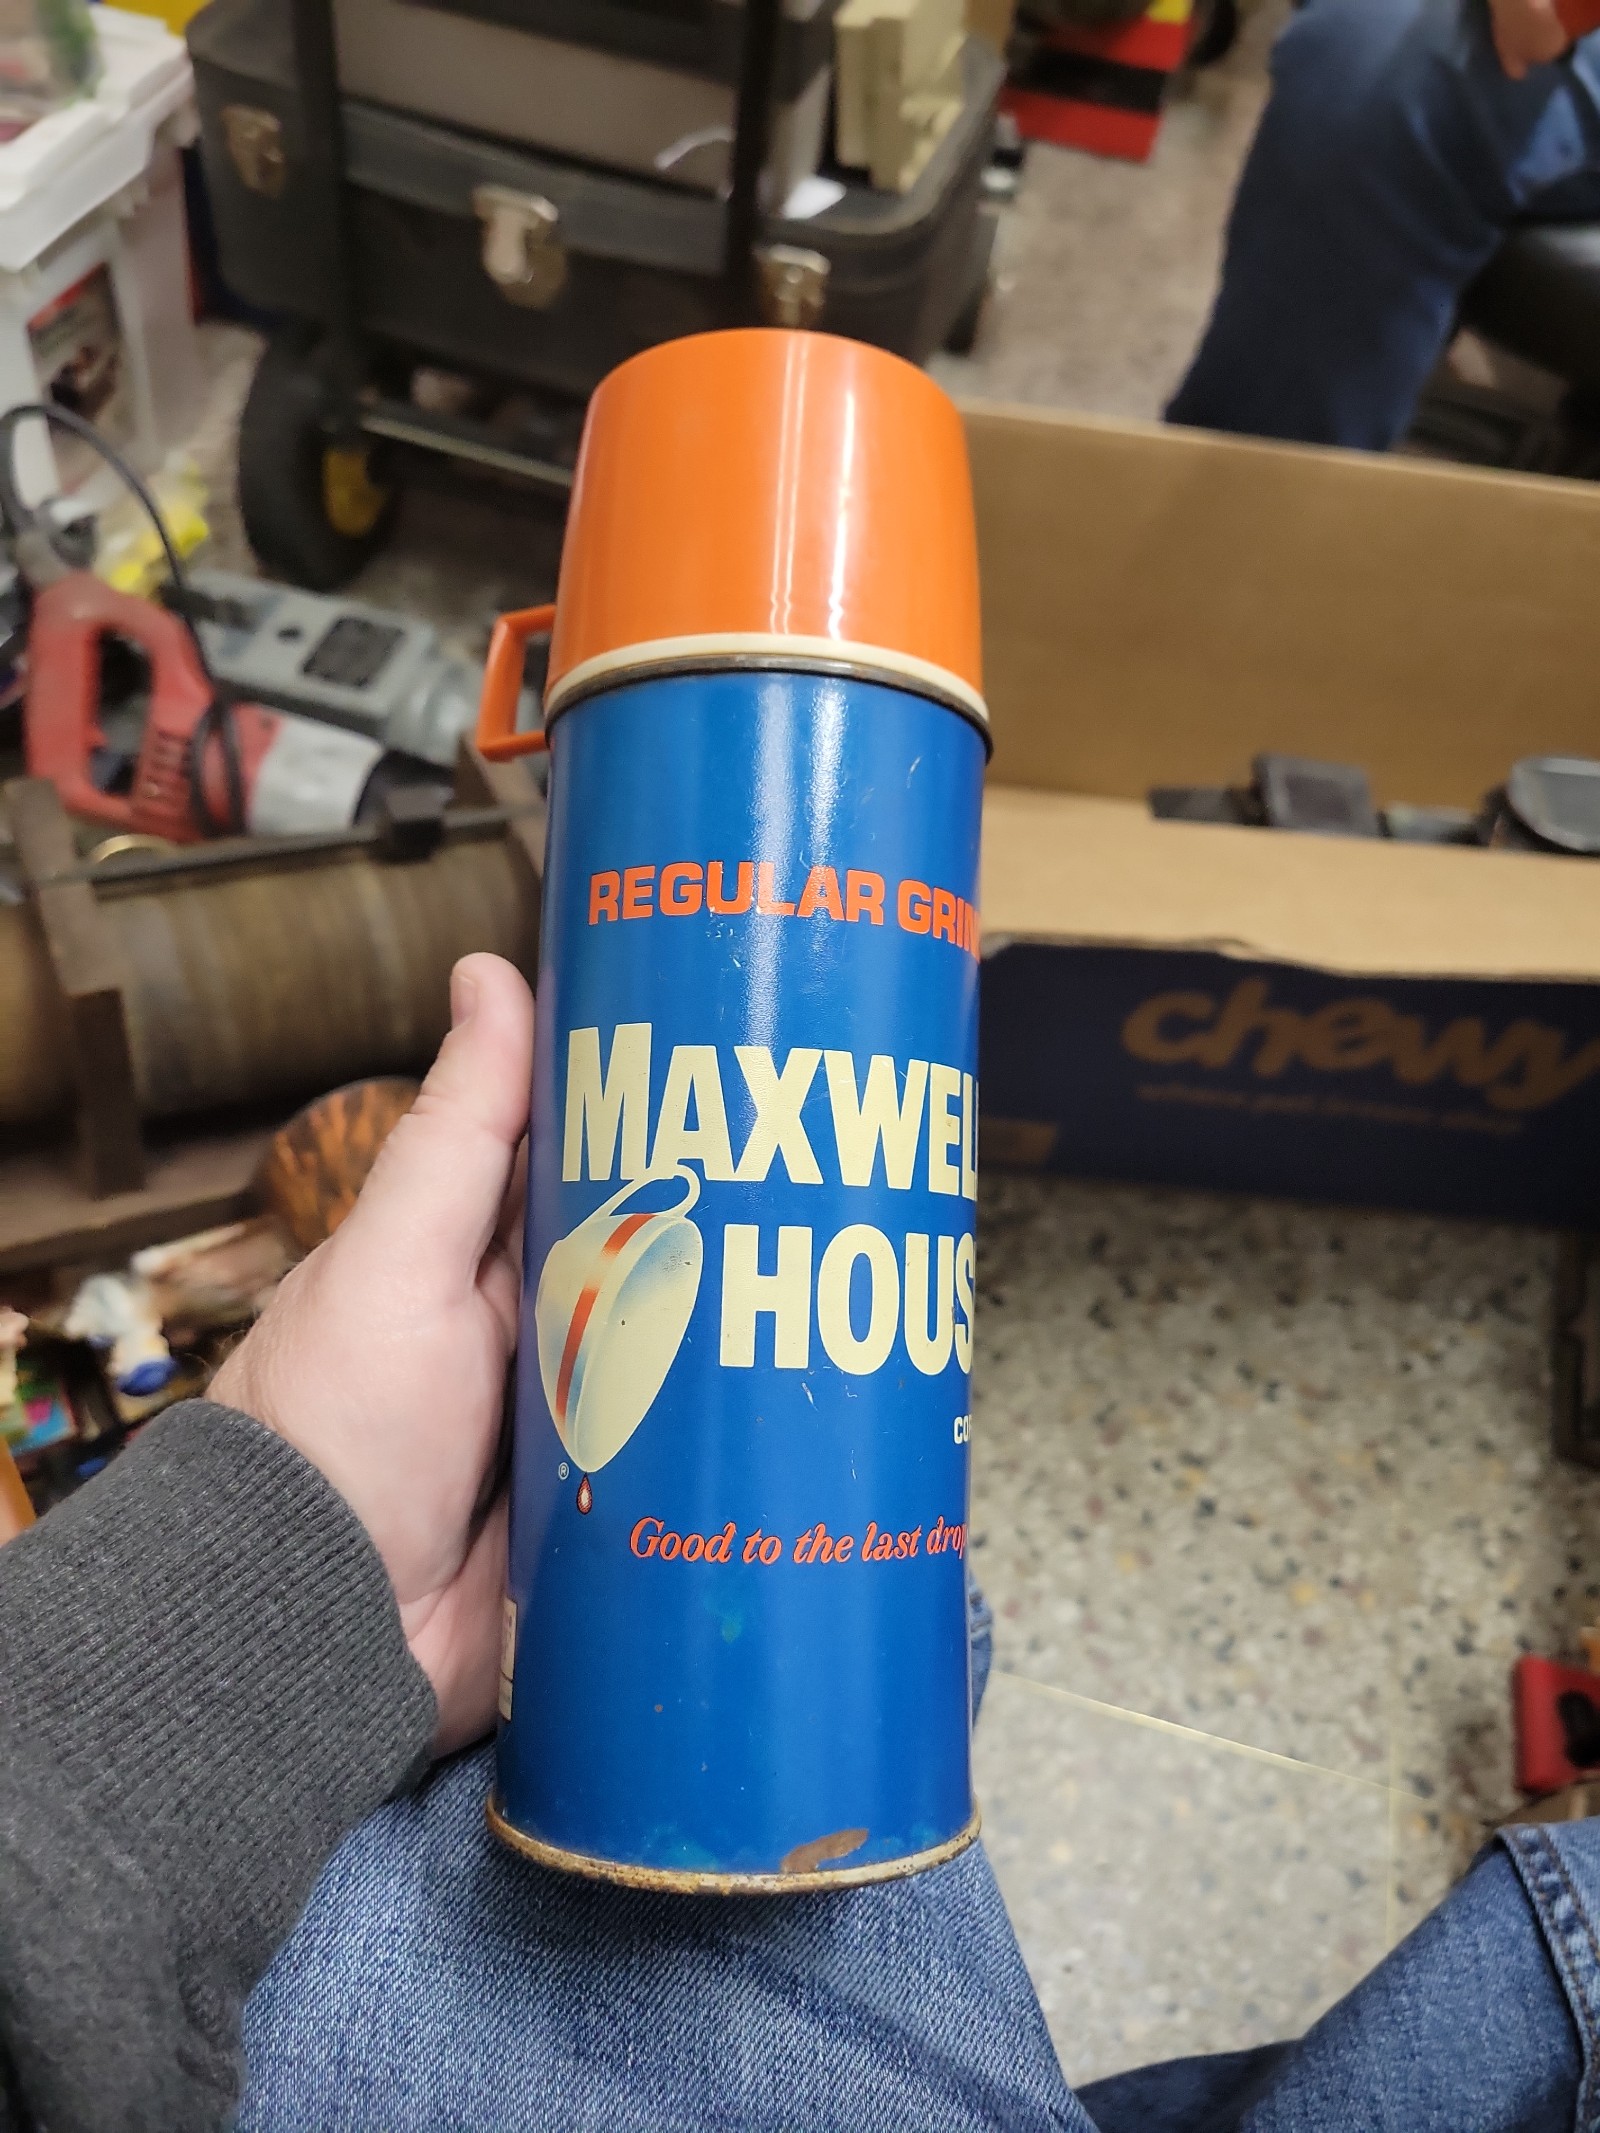 REGULAR GRIN
MAXWEL
HOUS
CO
®
Good to the last drop
chewy